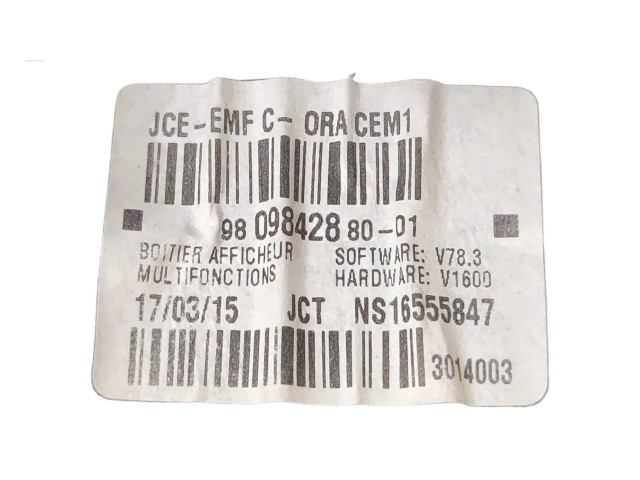 JCE-EMF C- ORA CEM1
98 098428 80-01
BOITIER AFFICHEUR SOFTWARE: V78.3
MULTIFONCTIONS HARDWARE: V1600
17/03/15 JCT NS16555847
3014003